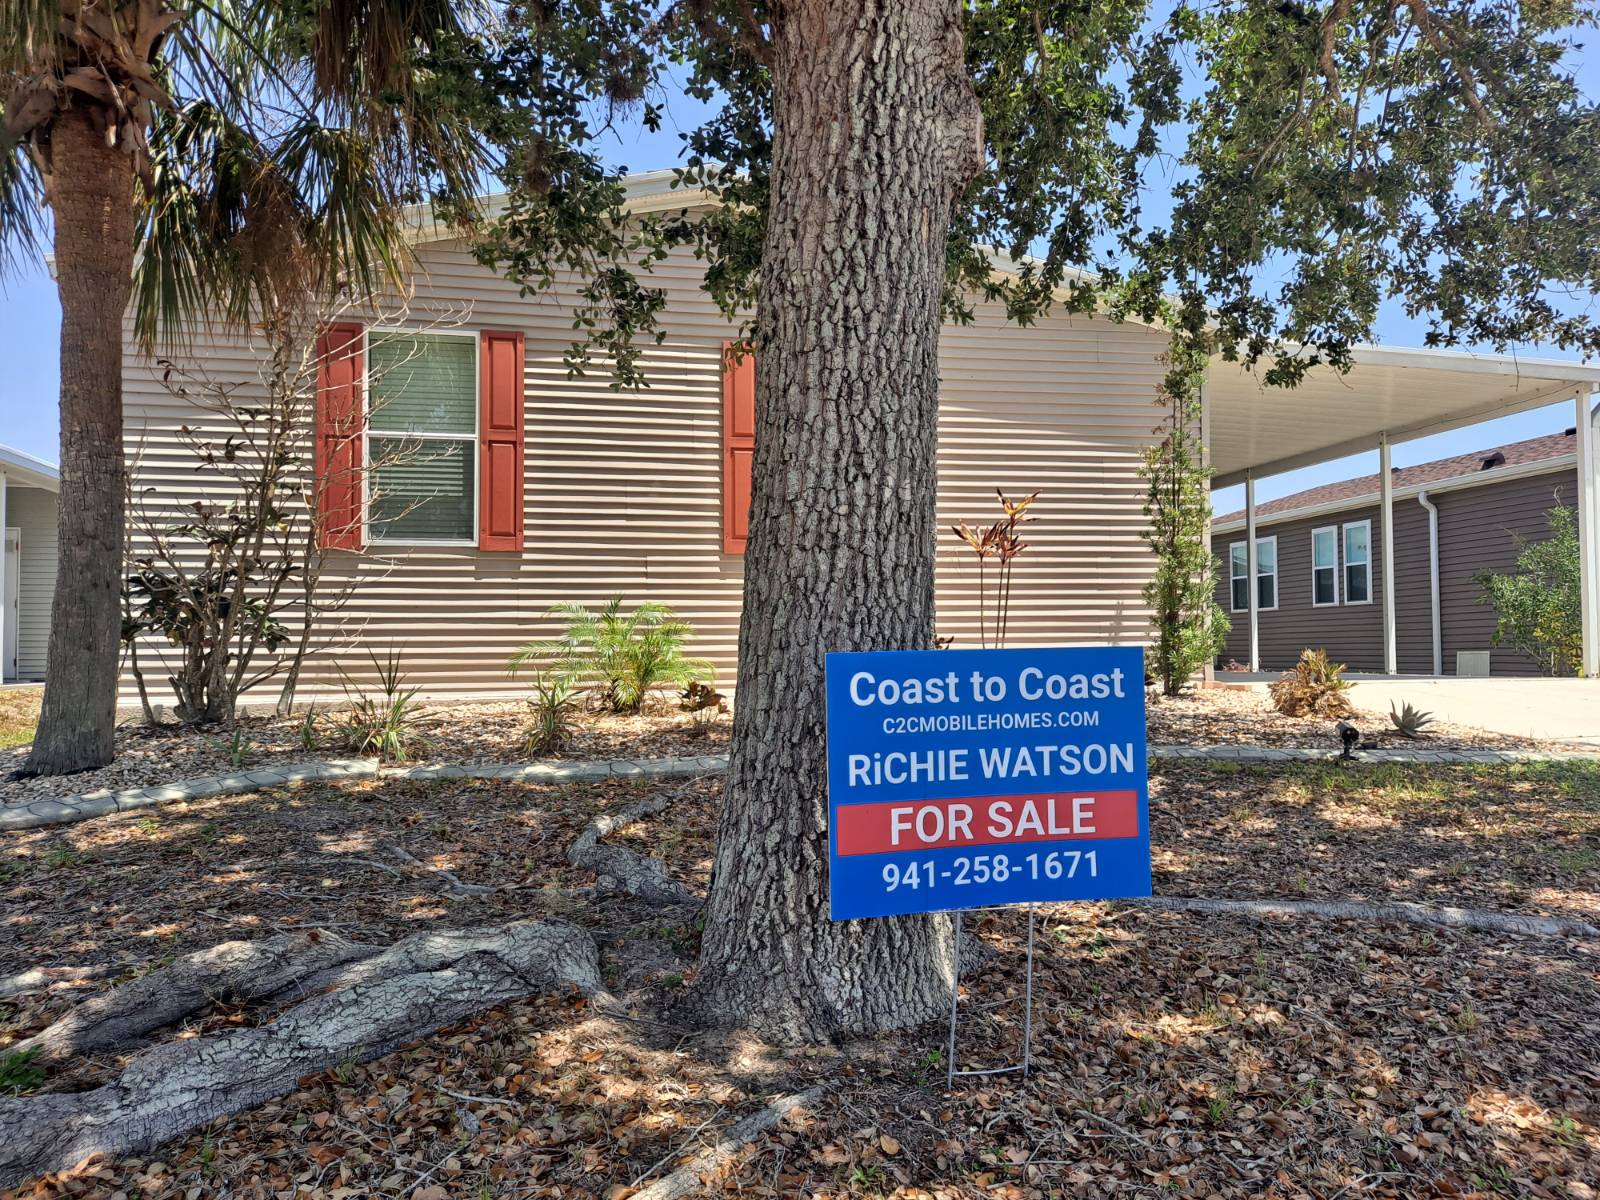 Coast to Coast
C2CMOBILEHOMES.COM
RiCHIE WATSON
FOR SALE
941-258-1671